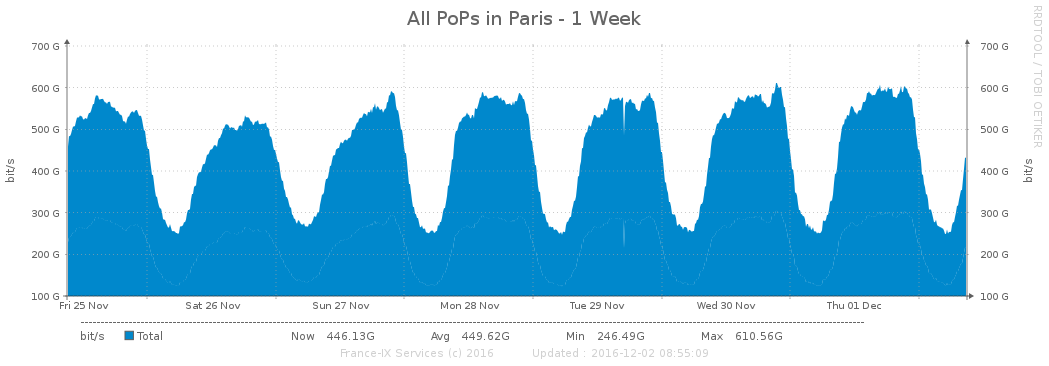 All PoPs in Paris - 1 Week
RRDTOOL / TOBI OETIKER
700 G 700 G
600 G 600 G
500 G 500 G
400 G 400 G
300 G 300 G
200 G 200 G
100 G 100 G
bit/s bit/s
Fri 25 Nov Sat 26 Nov Sun 27 Nov Mon 28 Nov Tue 29 Nov Wed 30 Nov Thu 01 Dec
bit/s Total Now 446.13G Avg 449.62G Min 246.49G Max 610.56G
France-IX Services (c) 2016 Updated : 2016-12-02 08:55:09